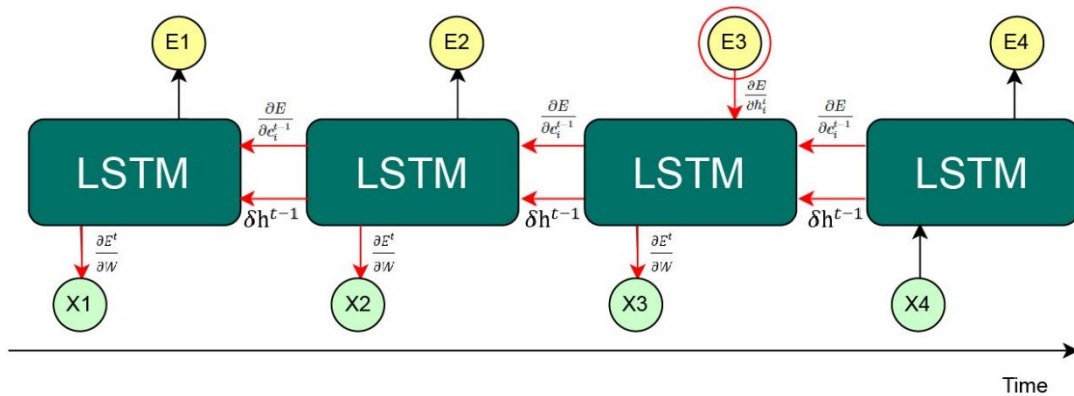 E1 E2 E3 E4
∂E/∂c_i^{t-1} ∂E/∂c_i^{t-1} ∂E/∂h_i^t ∂E/∂c_i^{t-1}
LSTM LSTM LSTM LSTM
δh^{t-1} δh^{t-1} δh^{t-1}
∂E^t/∂W ∂E^t/∂W ∂E^t/∂W
X1 X2 X3 X4
Time